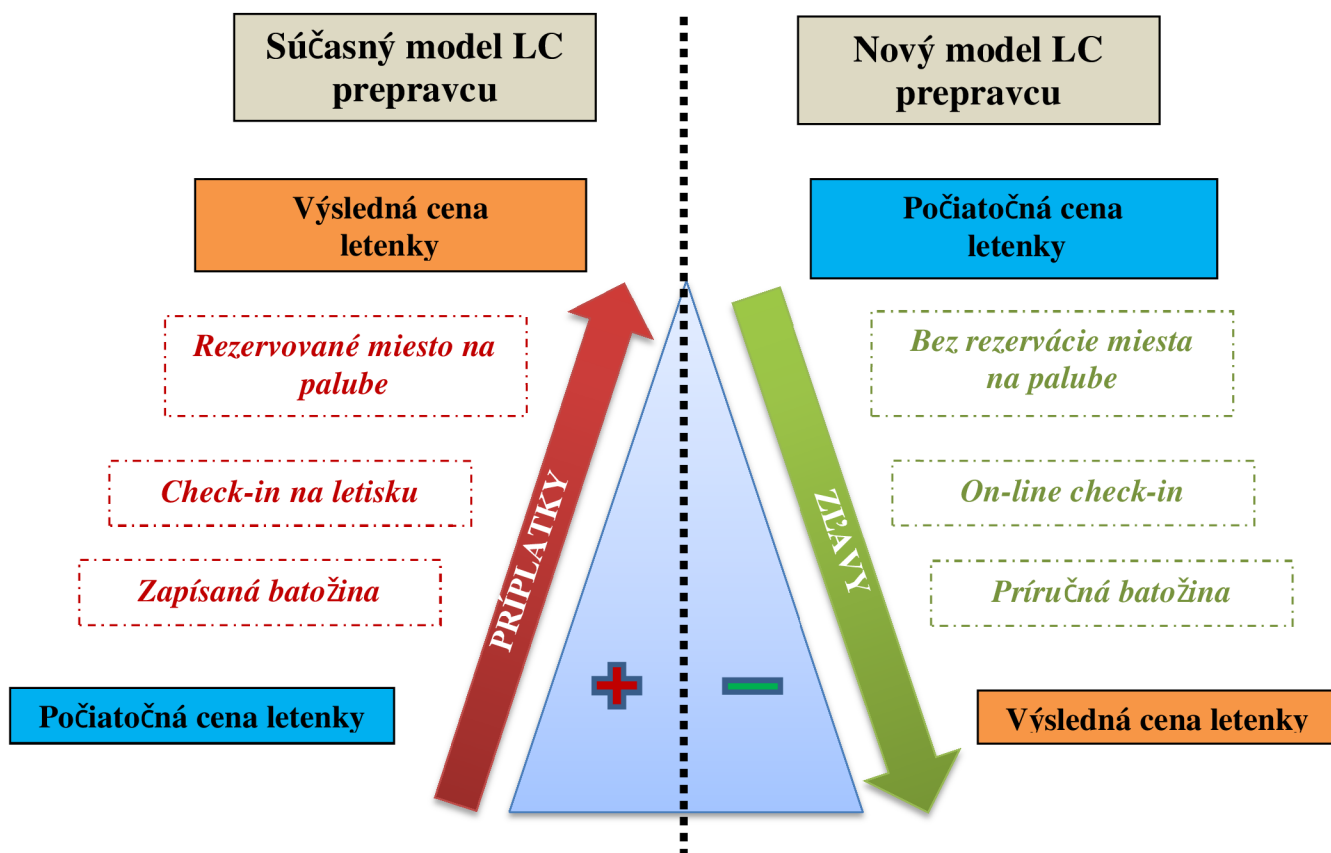 Súčasný model LC
prepravcu
Výsledná cena
letenky
Rezervované miesto na
palube
Check-in na letisku
Zapísaná batožina
Počiatočná cena letenky
PRÍPLATKY
Nový model LC
prepravcu
Počiatočná cena
letenky
Bez rezervácie miesta
na palube
On-line check-in
Príručná batožina
Výsledná cena letenky
ZĽAVY